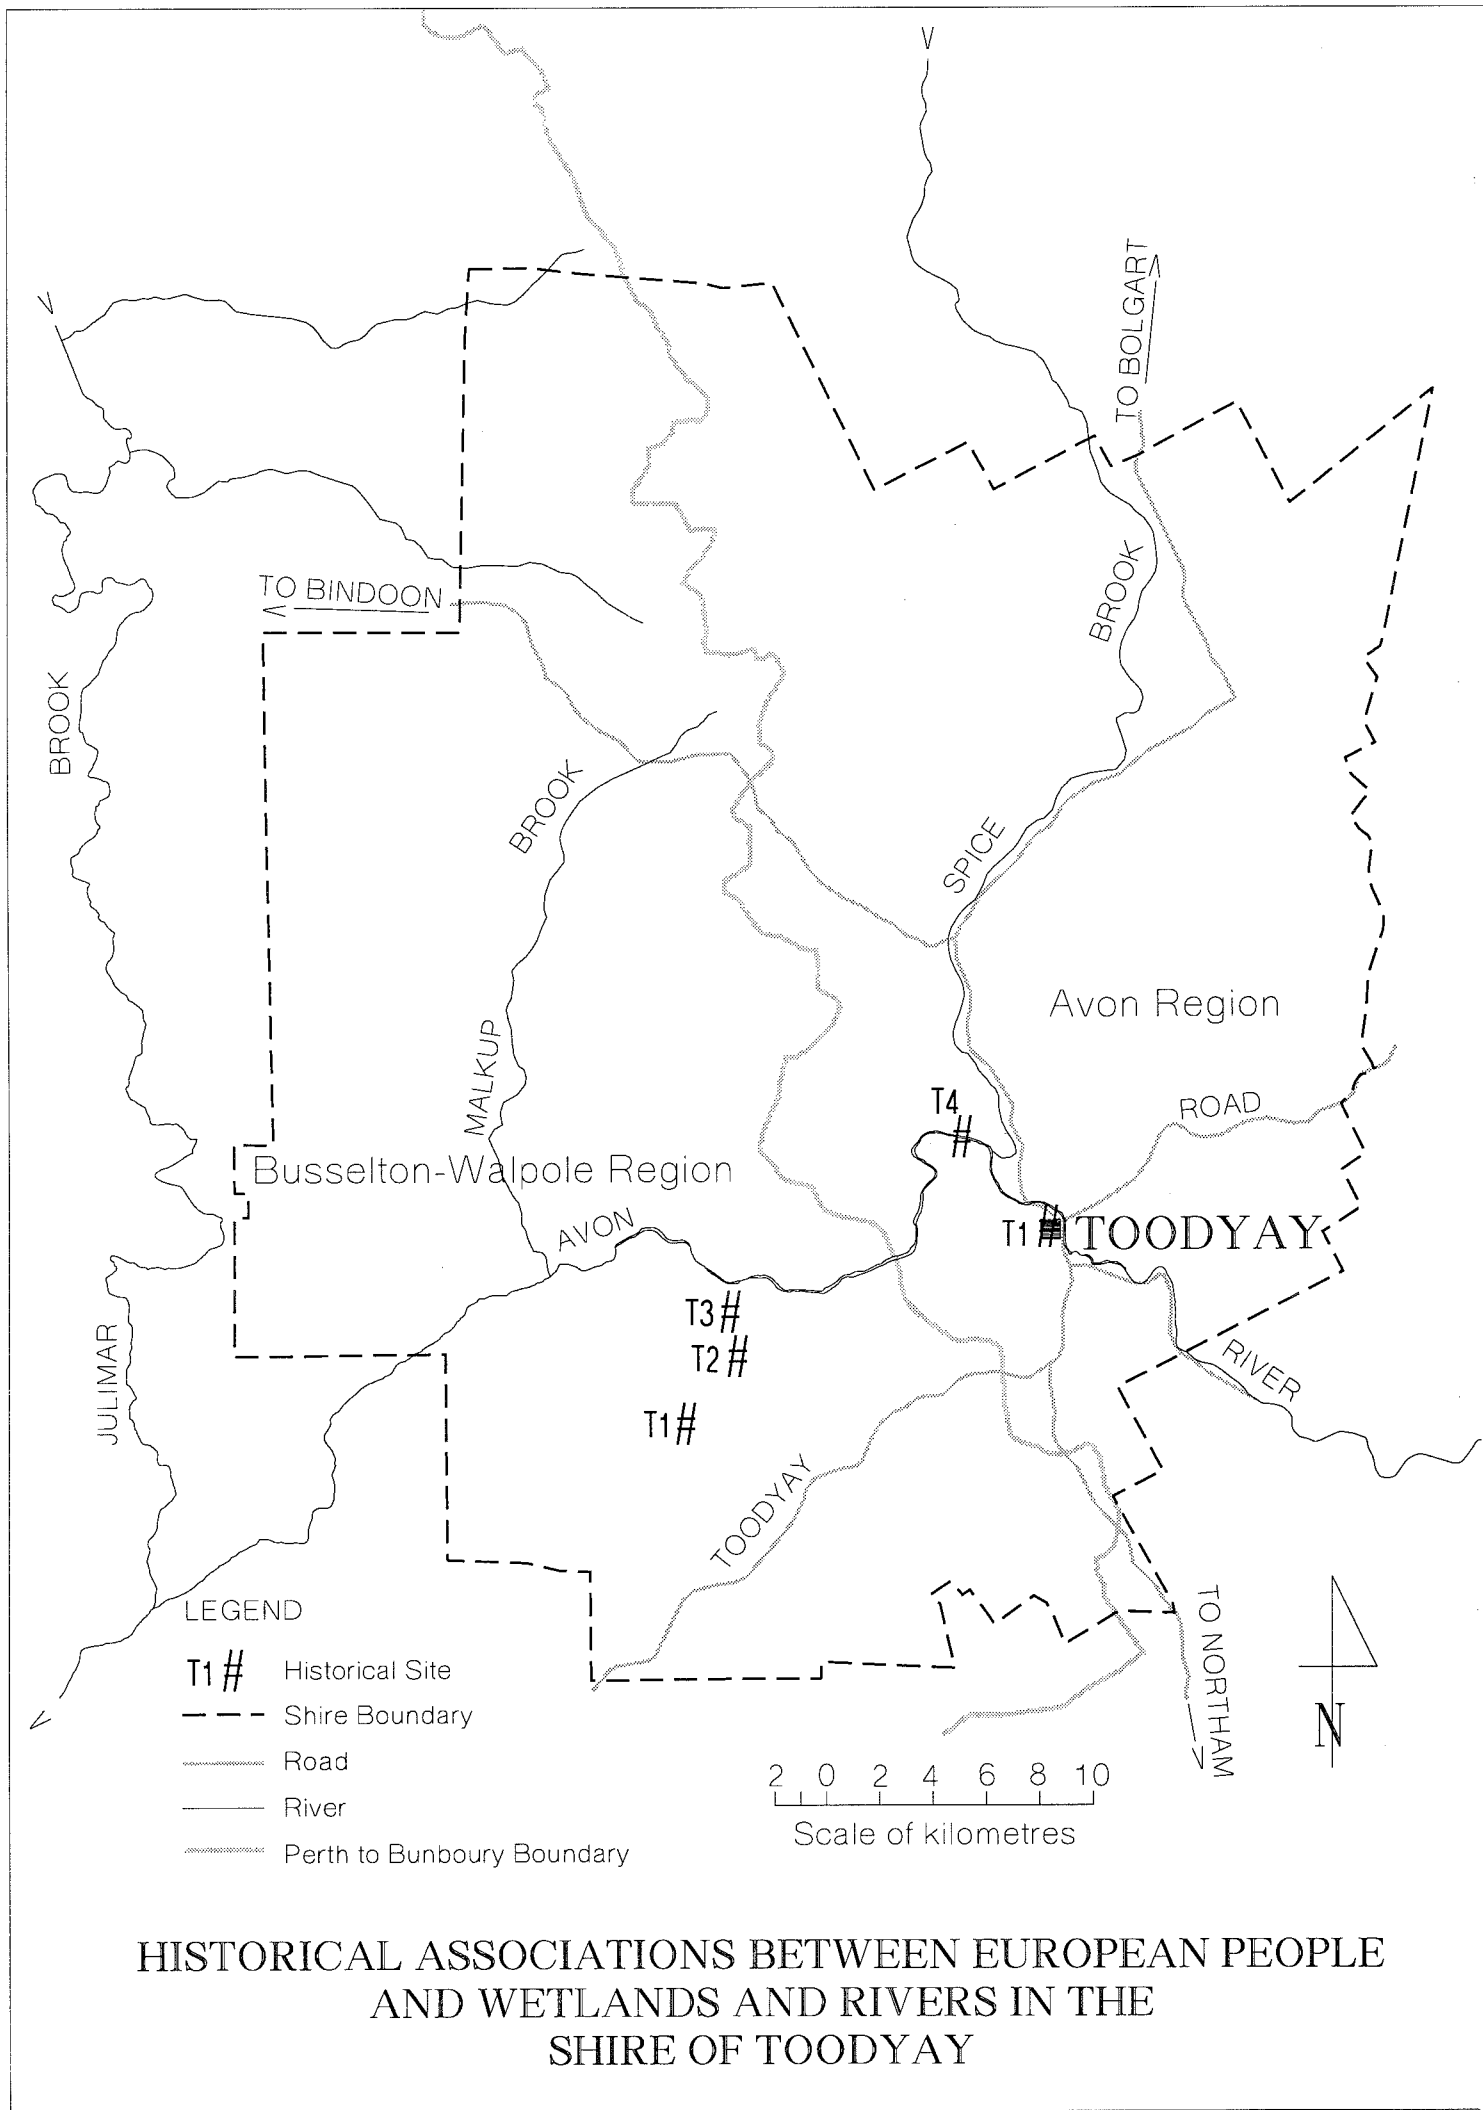 TO BOLGART
TO BINDOON
BROOK
BROOK
BROOK
SPICE
Avon Region
MALKUP
T4
ROAD
Busselton-Walpole Region
AVON
T1
TOODYAY
T3
T2
JULIMAR
RIVER
T1
TOODYAY
TO NORTHAM
LEGEND
T1 # Historical Site
Shire Boundary
Road
River
Perth to Bunboury Boundary
N
2 0 2 4 6 8 10
Scale of kilometres
HISTORICAL ASSOCIATIONS BETWEEN EUROPEAN PEOPLE
AND WETLANDS AND RIVERS IN THE
SHIRE OF TOODYAY